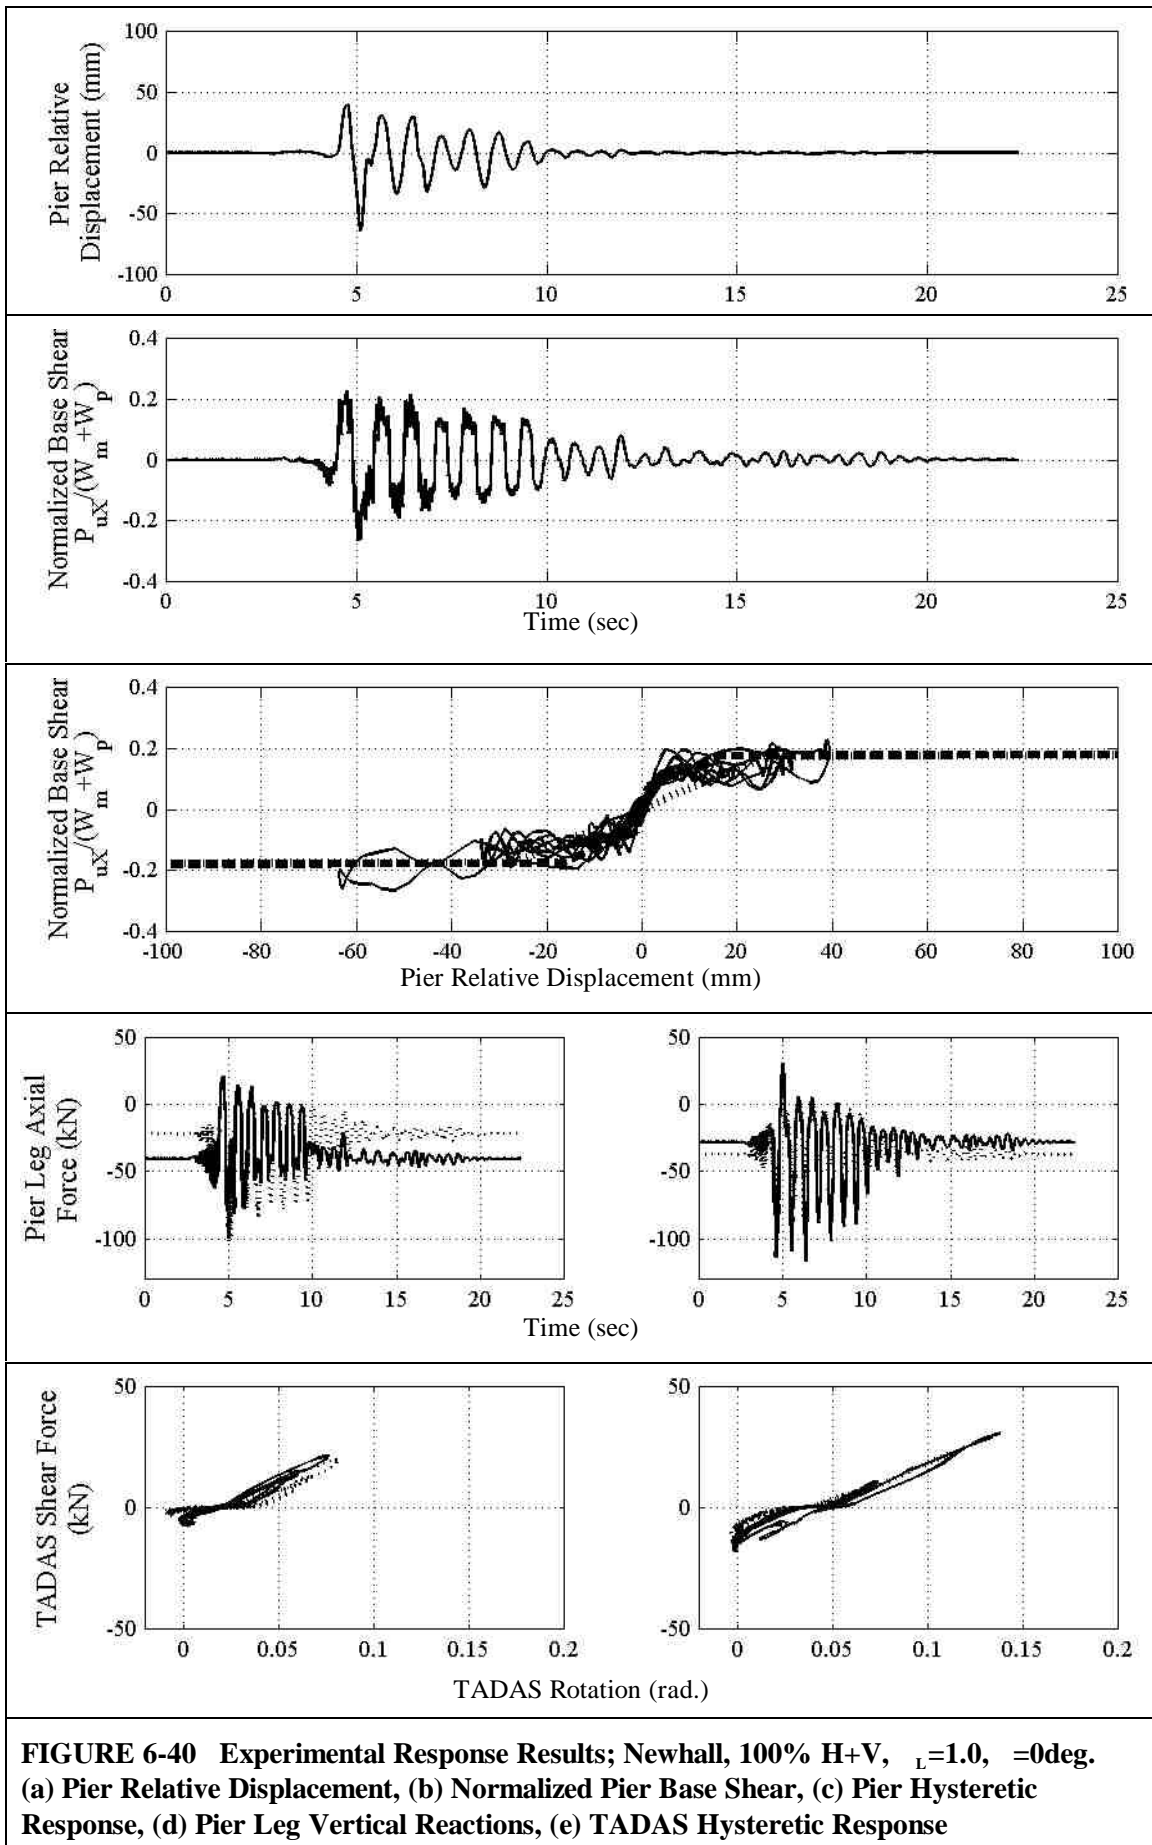 100
50
0
-50
-100
Pier Relative
Displacement (mm)
0 5 10 15 20 25
0.4
0.2
0
-0.2
-0.4
Normalized Base Shear
PuX/(Wm+Wp)
0 5 10 15 20 25
Time (sec)
0.4
0.2
0
-0.2
-0.4
Normalized Base Shear
PuX/(Wm+Wp)
-100 -80 -60 -40 -20 0 20 40 60 80 100
Pier Relative Displacement (mm)
50
0
-50
-100
Pier Leg Axial
Force (kN)
0 5 10 15 20 25
50
0
-50
-100
0 5 10 15 20 25
Time (sec)
50
0
-50
TADAS Shear Force
(kN)
0 0.05 0.1 0.15 0.2
50
0
-50
0 0.05 0.1 0.15 0.2
TADAS Rotation (rad.)
FIGURE 6-40 Experimental Response Results; Newhall, 100% H+V, L=1.0, =0deg.
(a) Pier Relative Displacement, (b) Normalized Pier Base Shear, (c) Pier Hysteretic
Response, (d) Pier Leg Vertical Reactions, (e) TADAS Hysteretic Response